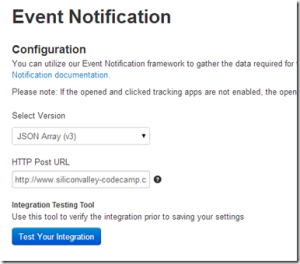 Event Notification
Configuration
You can utilize our Event Notification framework to gather the data required for
Notification documentation.
Please note: If the opened and clicked tracking apps are not enabled, the open
Select Version
JSON Array (v3)
HTTP Post URL
http://www.siliconvalley-codecamp.c
Integration Testing Tool
Use this tool to verify the integration prior to saving your settings
Test Your Integration